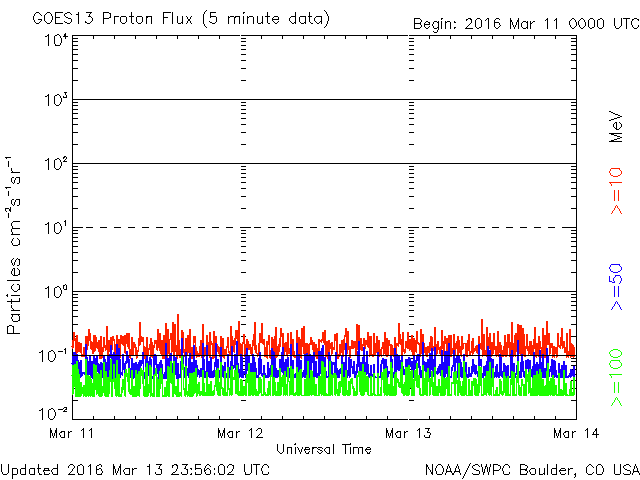 GOES13 Proton Flux (5 minute data)
Begin: 2016 Mar 11 0000 UTC
10⁴
10³
10²
10¹
10⁰
10⁻¹
10⁻²
Particles cm⁻²s⁻¹sr⁻¹
MeV
>=10
>=50
>=100
Mar 11
Mar 12
Mar 13
Mar 14
Universal Time
Updated 2016 Mar 13 23:56:02 UTC
NOAA/SWPC Boulder, CO USA